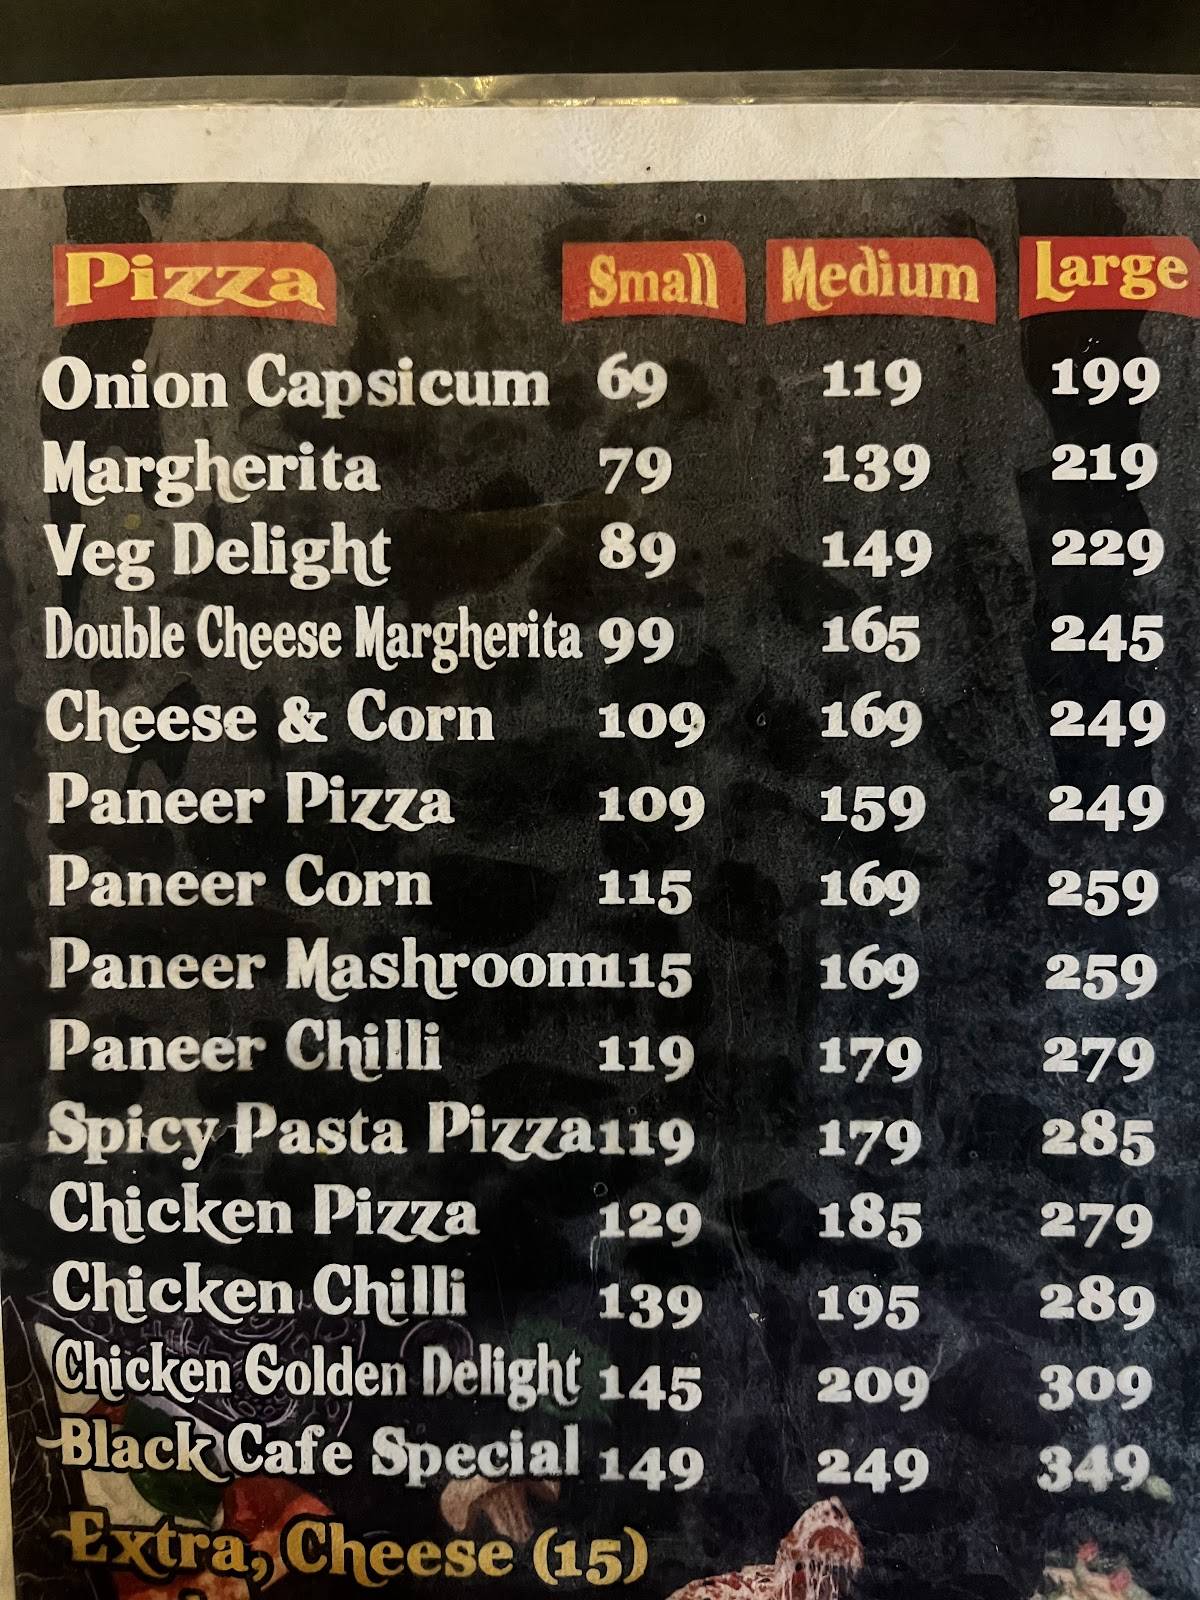 Pizza Small Medium Large
Onion Capsicum 69 119 199
Margherita 79 139 219
Veg Delight 89 149 229
Double Cheese Margherita 99 165 245
Cheese & Corn 109 169 249
Paneer Pizza 109 159 249
Paneer Corn 115 169 259
Paneer Mashroom 115 169 259
Paneer Chilli 119 179 279
Spicy Pasta Pizza 119 179 285
Chicken Pizza 129 185 279
Chicken Chilli 139 195 289
Chicken Golden Delight 145 209 309
Black Cafe Special 149 249 349
Extra, Cheese (15)